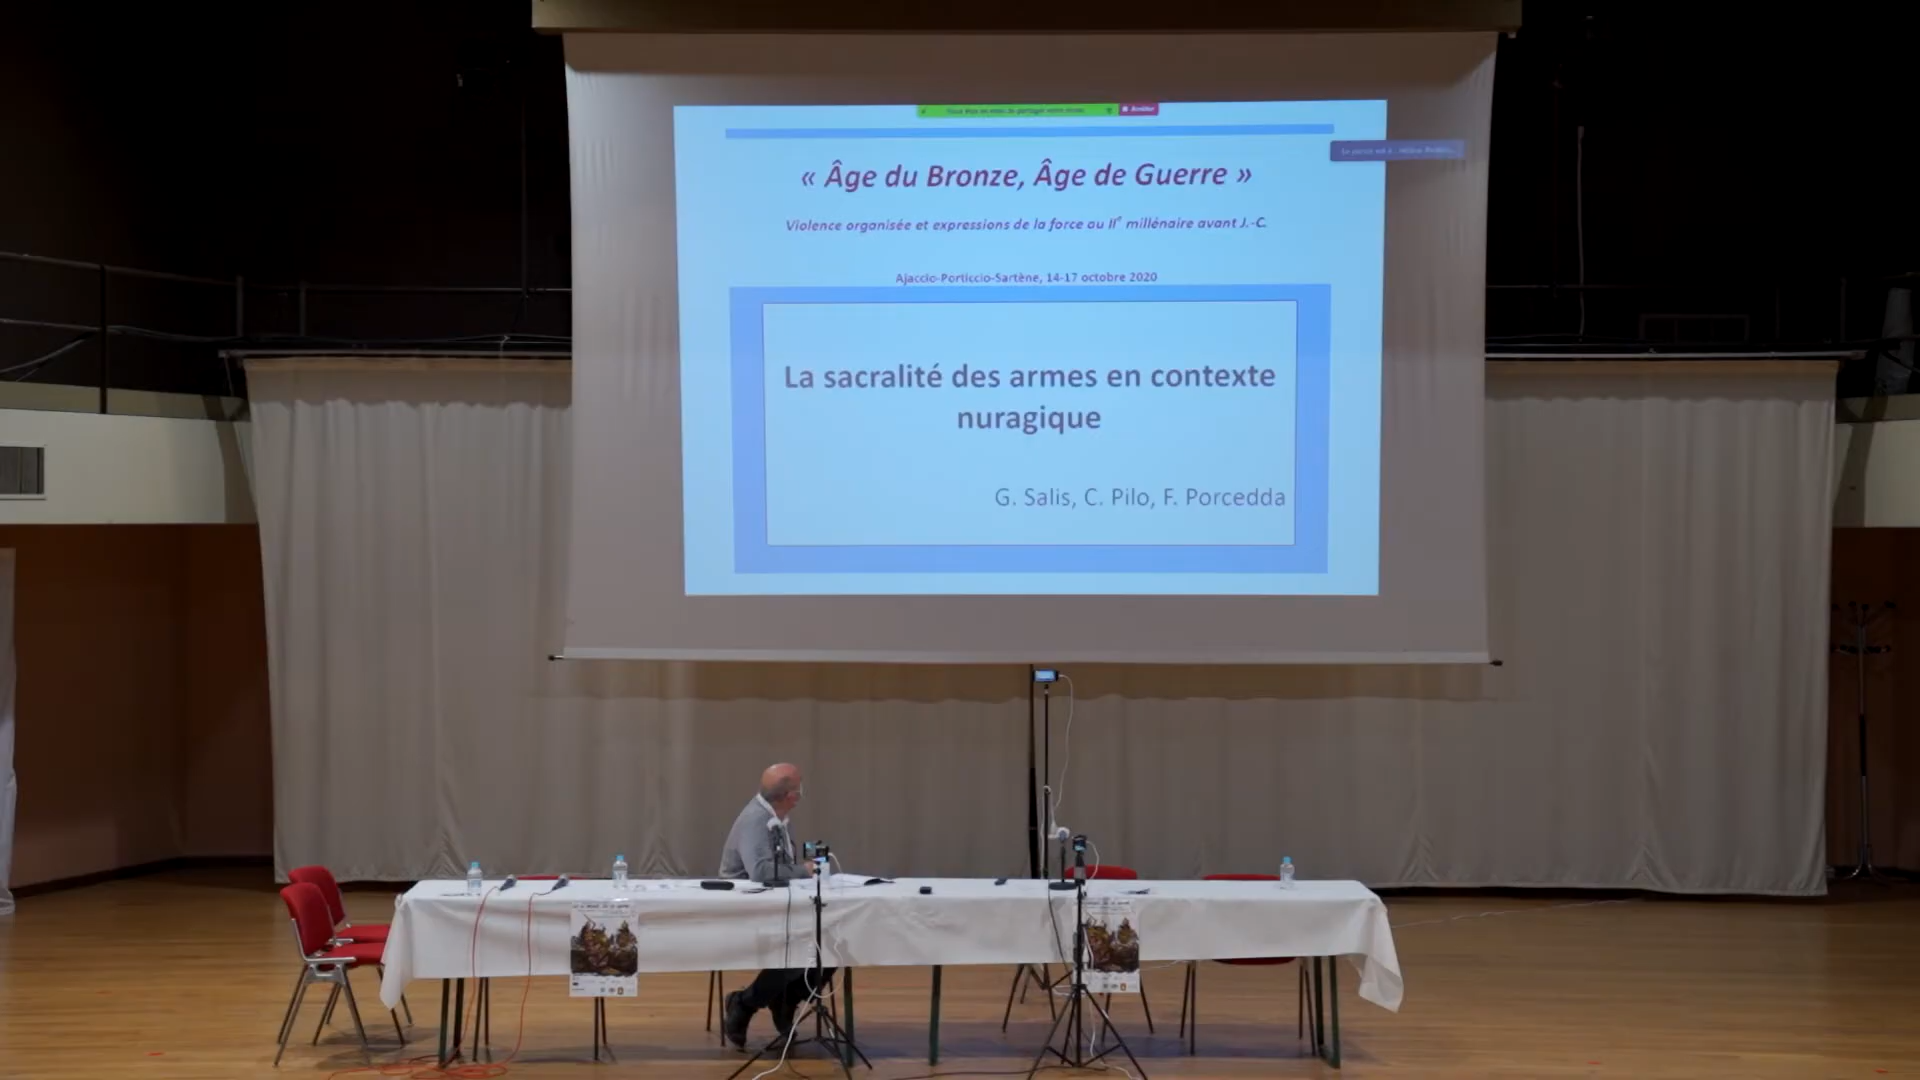 Arrêter
« Âge du Bronze, Âge de Guerre »
Violence organisée et expressions de la force au IIe millénaire avant J.-C.
Ajaccio-Porticcio-Sartène, 14-17 octobre 2020
La sacralité des armes en contexte
nuragique
G. Salis, C. Pilo, F. Porcedda